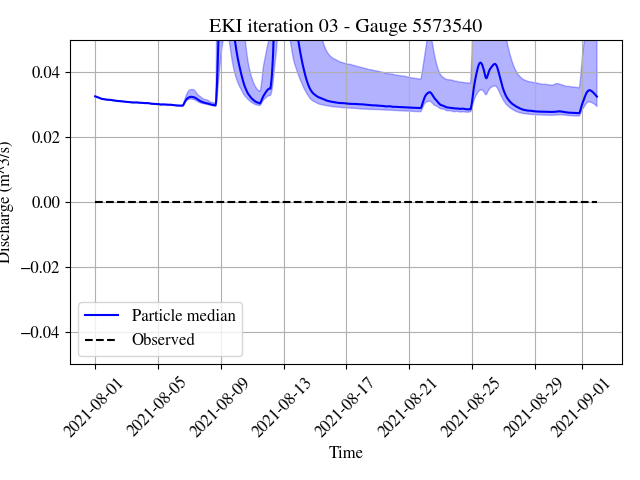 EKI iteration 03 - Gauge 5573540
Discharge (m^3/s)
0.04
0.02
0.00
−0.02
−0.04
Particle median
Observed
2021-08-01
2021-08-05
2021-08-09
2021-08-13
2021-08-17
2021-08-21
2021-08-25
2021-08-29
2021-09-01
Time